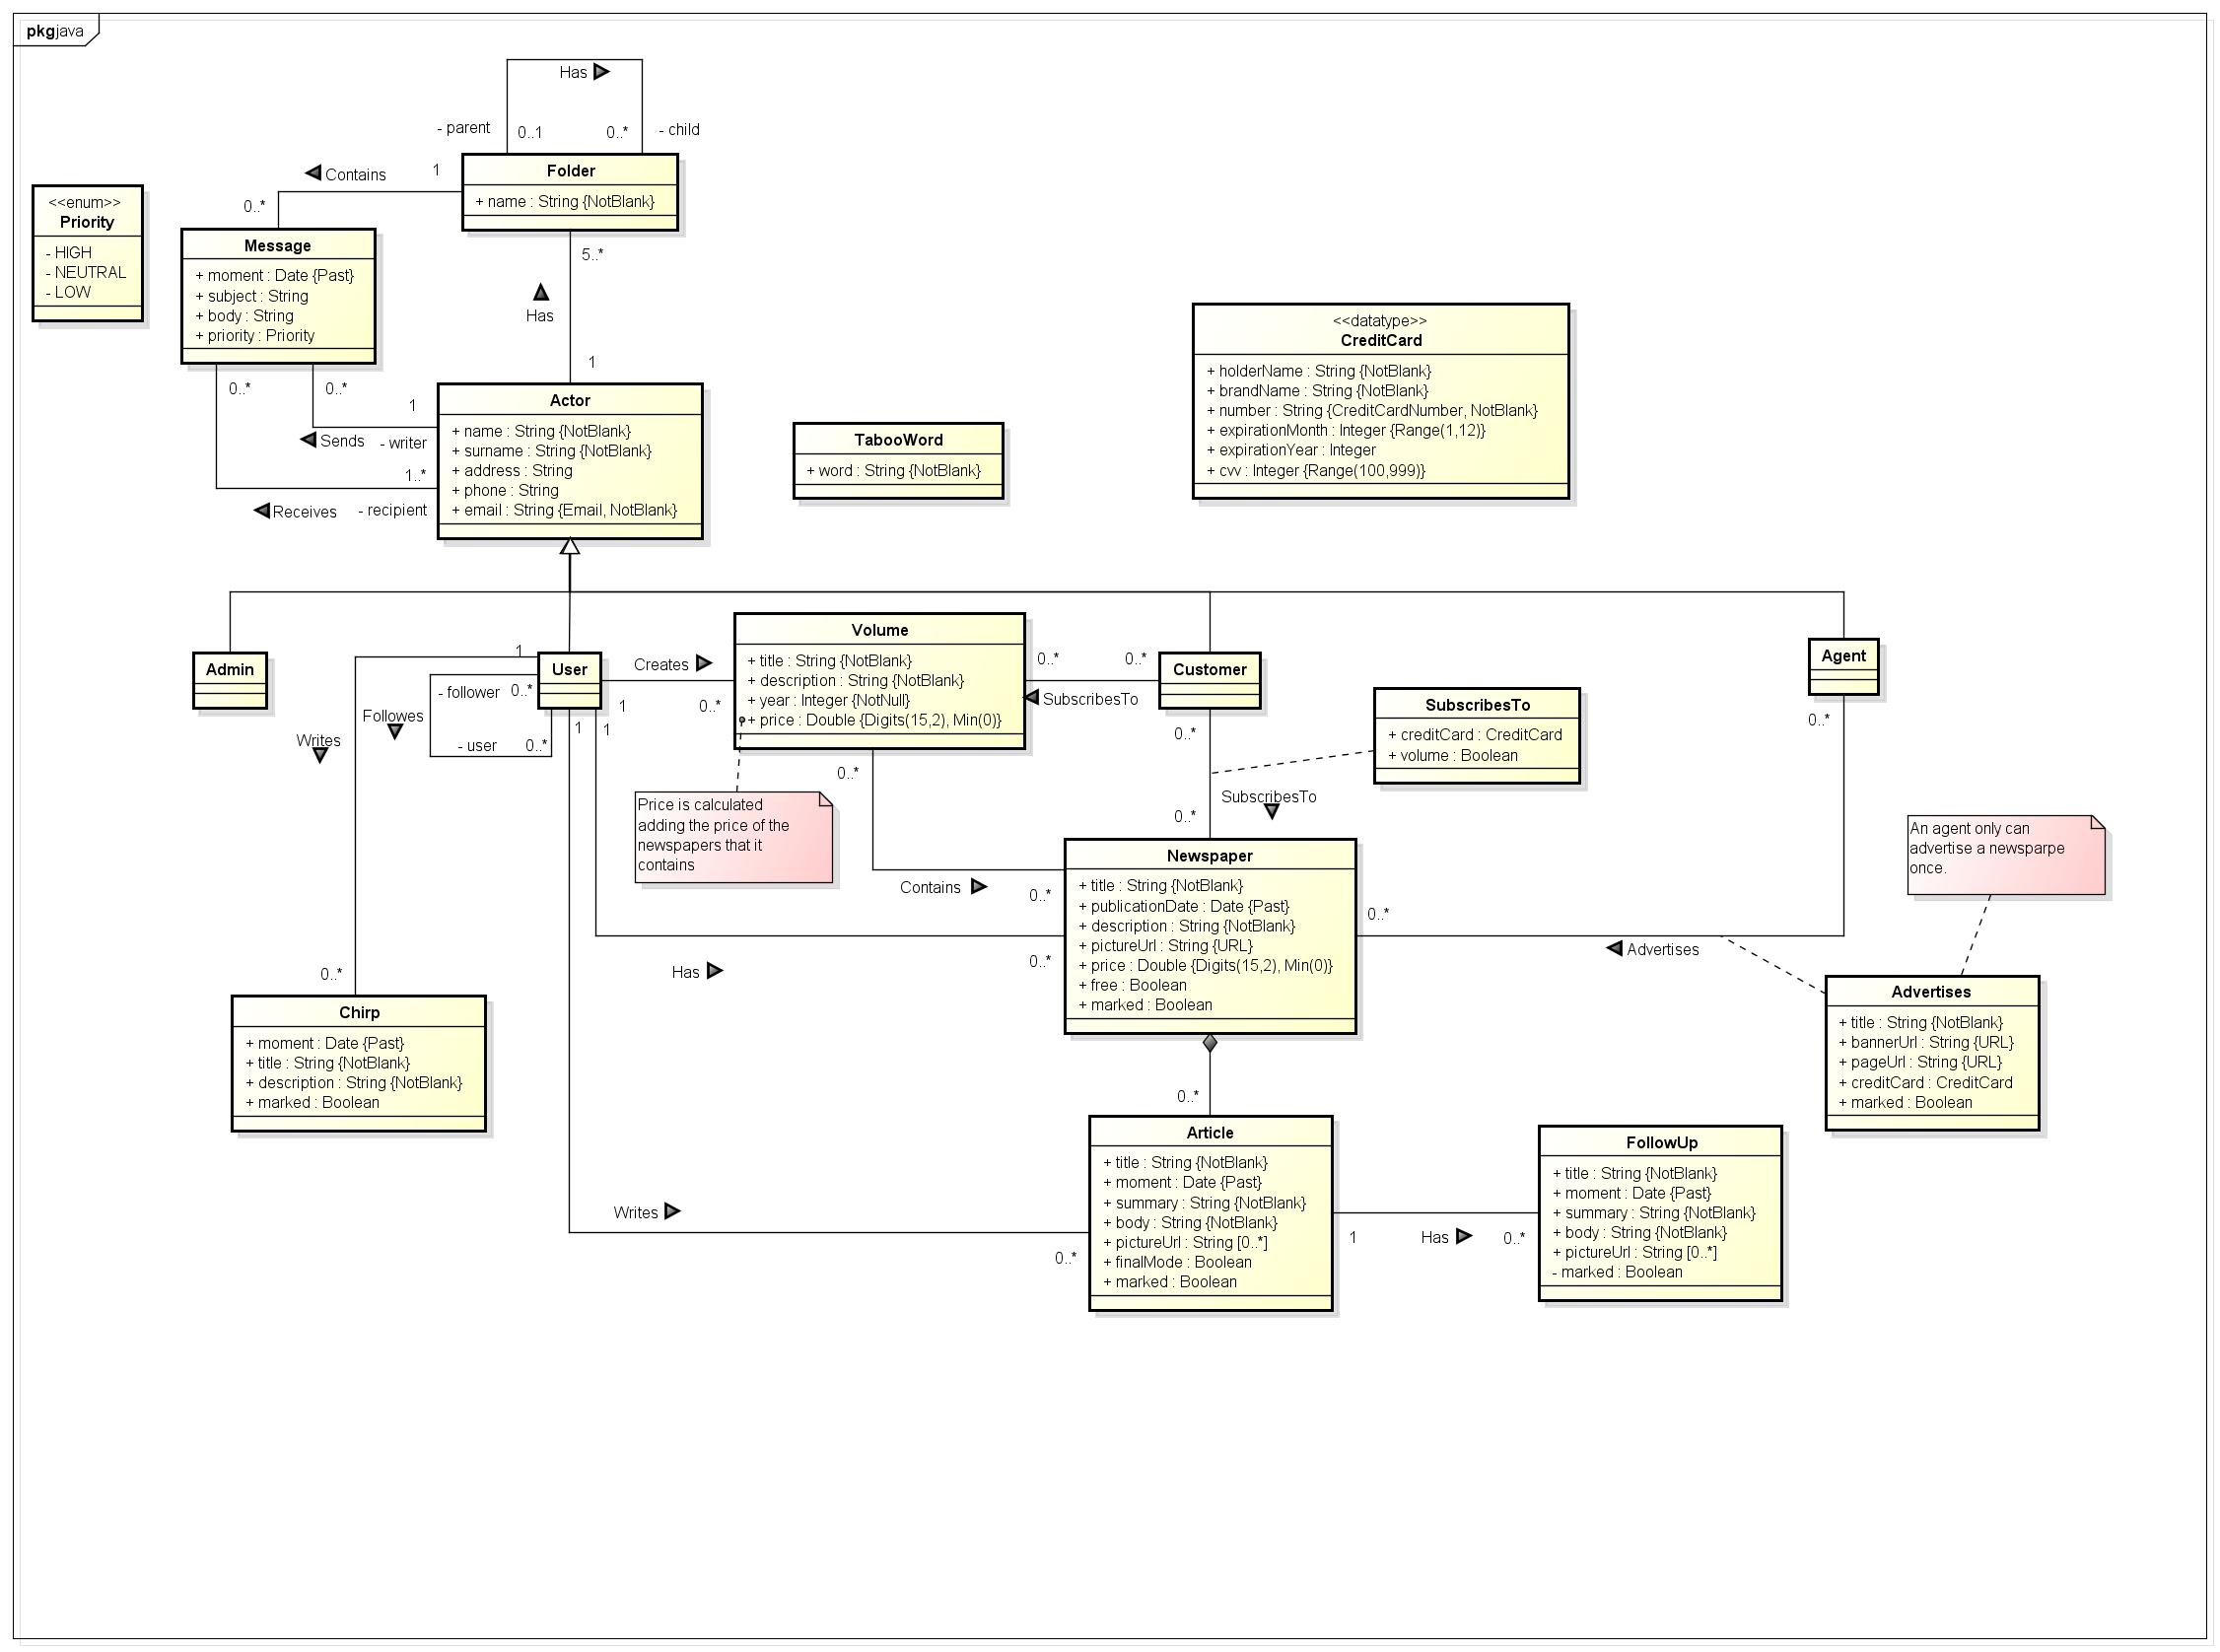 pkg java
Has
- parent
0..1
0..*
- child
Contains
1
0..*
Folder
+ name : String {NotBlank}
<<enum>>
Priority
- HIGH
- NEUTRAL
- LOW
Message
+ moment : Date {Past}
+ subject : String
+ body : String
+ priority : Priority
5..*
Has
1
0..*
0..*
1
Sends
- writer
1..*
Receives
- recipient
Actor
+ name : String {NotBlank}
+ surname : String {NotBlank}
+ address : String
+ phone : String
+ email : String {Email, NotBlank}
TabooWord
+ word : String {NotBlank}
<<datatype>>
CreditCard
+ holderName : String {NotBlank}
+ brandName : String {NotBlank}
+ number : String {CreditCardNumber, NotBlank}
+ expirationMonth : Integer {Range(1,12)}
+ expirationYear : Integer
+ cvv : Integer {Range(100,999)}
Admin
1
User
- follower
0..*
Followes
- user
0..*
Writes
1
1
Creates
1
0..*
Volume
+ title : String {NotBlank}
+ description : String {NotBlank}
+ year : Integer {NotNull}
+ price : Double {Digits(15,2), Min(0)}
0..*
0..*
SubscribesTo
Customer
0..*
SubscribesTo
+ creditCard : CreditCard
+ volume : Boolean
Agent
0..*
0..*
Price is calculated
adding the price of the
newspapers that it
contains
SubscribesTo
0..*
An agent only can
advertise a newsparpe
once.
Contains
0..*
Newspaper
+ title : String {NotBlank}
+ publicationDate : Date {Past}
+ description : String {NotBlank}
+ pictureUrl : String {URL}
+ price : Double {Digits(15,2), Min(0)}
+ free : Boolean
+ marked : Boolean
0..*
Advertises
Has
0..*
0..*
Chirp
+ moment : Date {Past}
+ title : String {NotBlank}
+ description : String {NotBlank}
+ marked : Boolean
Advertises
+ title : String {NotBlank}
+ bannerUrl : String {URL}
+ pageUrl : String {URL}
+ creditCard : CreditCard
+ marked : Boolean
0..*
Writes
0..*
Article
+ title : String {NotBlank}
+ moment : Date {Past}
+ summary : String {NotBlank}
+ body : String {NotBlank}
+ pictureUrl : String [0..*]
+ finalMode : Boolean
+ marked : Boolean
1
Has
0..*
FollowUp
+ title : String {NotBlank}
+ moment : Date {Past}
+ summary : String {NotBlank}
+ body : String {NotBlank}
+ pictureUrl : String [0..*]
- marked : Boolean